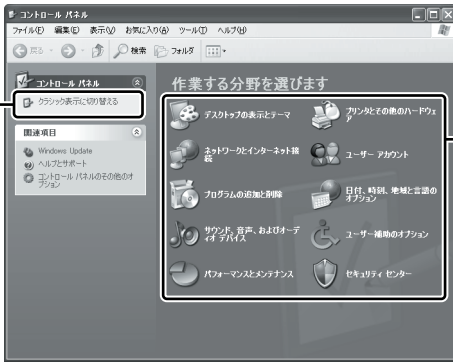 コントロール パネル
ファイル(F) 編集(E) 表示(V) お気に入り(A) ツール(T) ヘルプ(H)
戻る 検索 フォルダ
コントロール パネル
クラシック表示に切り替える
関連項目
Windows Update
ヘルプとサポート
コントロール パネルのその他のオ
プション
作業する分野を選びます
デスクトップの表示とテーマ
プリンタとその他のハードウェ
ア
ネットワークとインターネット接
続
ユーザー アカウント
プログラムの追加と削除
日付、時刻、地域と言語の
オプション
サウンド、音声、およびオーデ
ィオ デバイス
ユーザー補助のオプション
パフォーマンスとメンテナンス
セキュリティ センター